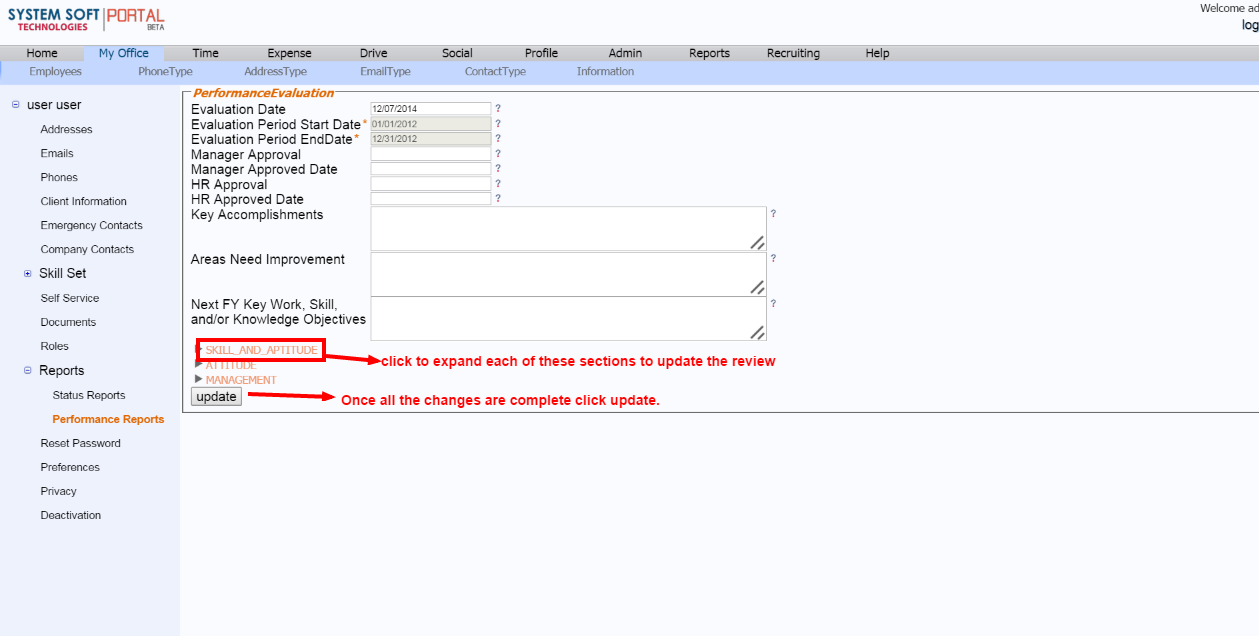 SYSTEM SOFT PORTAL
TECHNOLOGIES BETA
Welcome ad
log
Home My Office Time Expense Drive Social Profile Admin Reports Recruiting Help
Employees PhoneType AddressType EmailType ContactType Information
user user
Addresses
Emails
Phones
Client Information
Emergency Contacts
Company Contacts
Skill Set
Self Service
Documents
Roles
Reports
Status Reports
Performance Reports
Reset Password
Preferences
Privacy
Deactivation
PerformanceEvaluation
Evaluation Date 12/07/2014 ?
Evaluation Period Start Date* 01/01/2012 ?
Evaluation Period EndDate* 12/31/2012 ?
Manager Approval ?
Manager Approved Date ?
HR Approval ?
HR Approved Date ?
Key Accomplishments ?
Areas Need Improvement ?
Next FY Key Work, Skill, ?
and/or Knowledge Objectives
SKILL_AND_APTITUDE
click to expand each of these sections to update the review
ATTITUDE
MANAGEMENT
update
Once all the changes are complete click update.